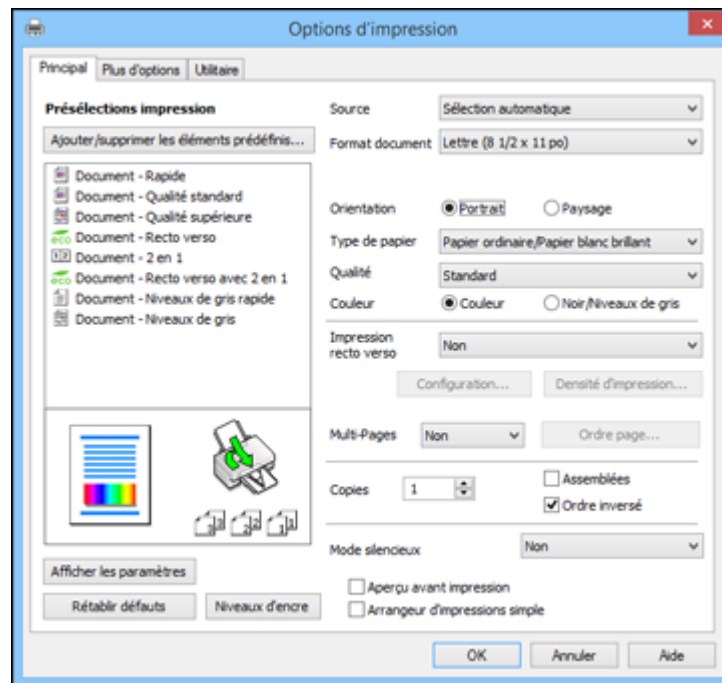 Options d'impression
Principal
Plus d'options
Utilitaire
Présélections impression
Ajouter/supprimer les éléments prédéfinis...
Document - Rapide
Document - Qualité standard
Document - Qualité supérieure
eco Document - Recto verso
Document - 2 en 1
eco Document - Recto verso avec 2 en 1
Document - Niveaux de gris rapide
Document - Niveaux de gris
Afficher les paramètres
Rétablir défauts
Niveaux d'encre
Source
Sélection automatique
Format document
Lettre (8 1/2 x 11 po)
Orientation
Portrait
Paysage
Type de papier
Papier ordinaire/Papier blanc brillant
Qualité
Standard
Couleur
Couleur
Noir/Niveaux de gris
Impression
recto verso
Non
Configuration...
Densité d'impression...
Multi-Pages
Non
Ordre page...
Copies
1
Assemblées
Ordre inversé
Mode silencieux
Non
Aperçu avant impression
Arrangeur d'impressions simple
OK
Annuler
Aide